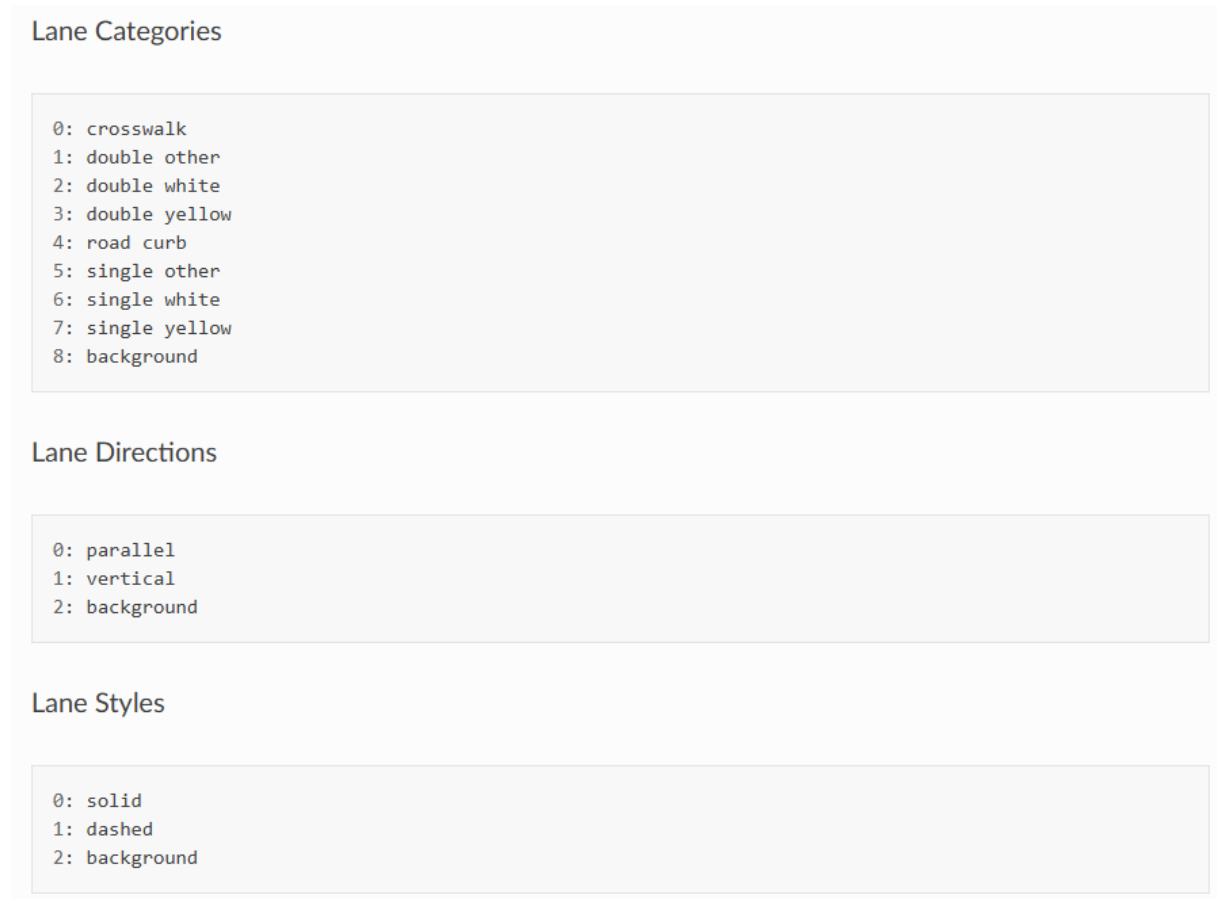 Lane Categories
0: crosswalk
1: double other
2: double white
3: double yellow
4: road curb
5: single other
6: single white
7: single yellow
8: background
Lane Directions
0: parallel
1: vertical
2: background
Lane Styles
0: solid
1: dashed
2: background